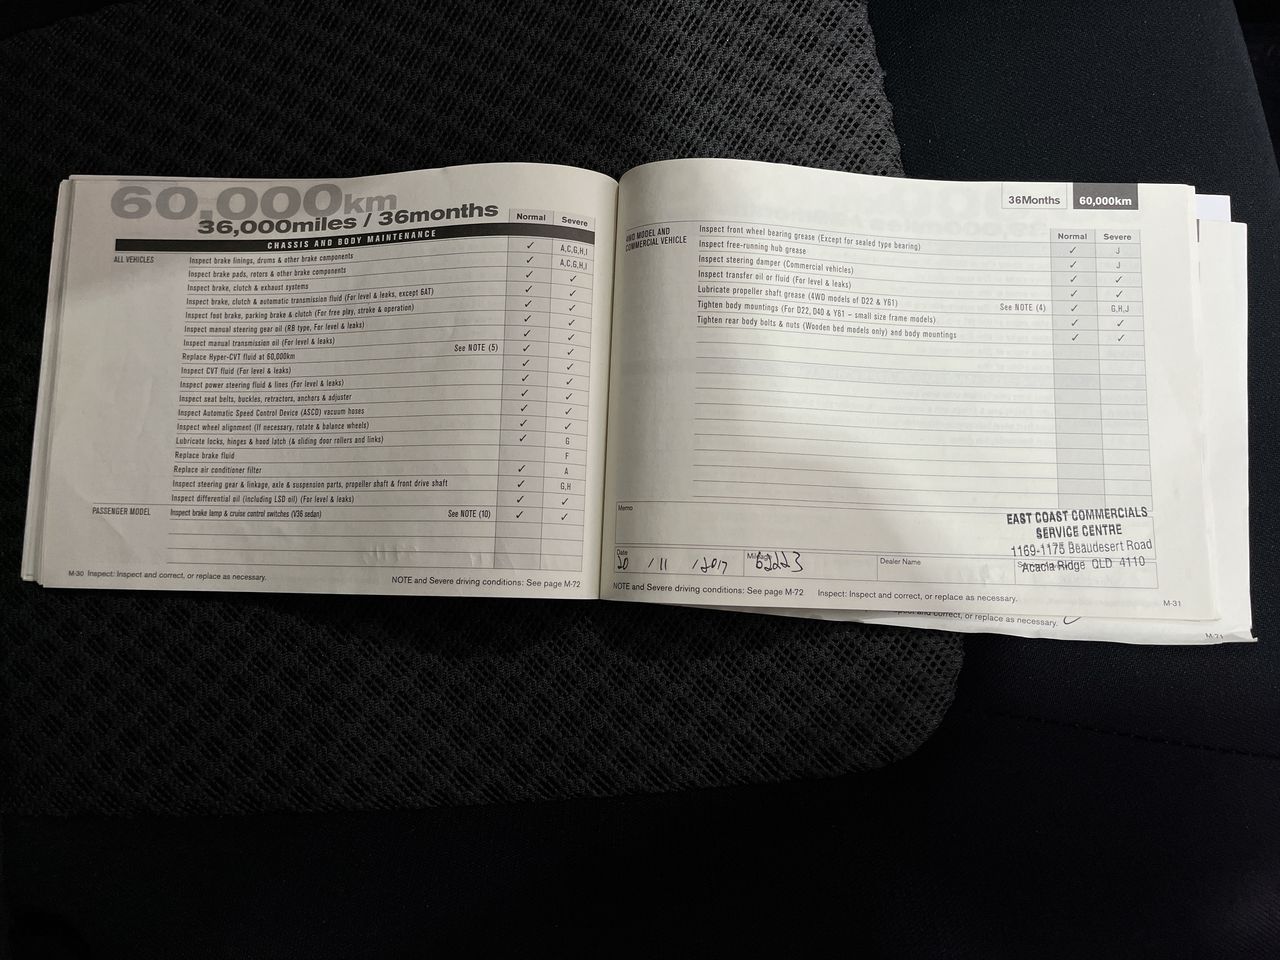 60,000km
36,000miles / 36months
Normal Severe
CHASSIS AND BODY MAINTENANCE
ALL VEHICLES
Inspect brake linings, drums & other brake components ✓ A,C,G,H,I
Inspect brake pads, rotors & other brake components ✓ A,C,G,H,I
Inspect brake, clutch & exhaust systems ✓ ✓
Inspect brake, clutch & automatic transmission fluid (For level & leaks, except 6AT) ✓ ✓
Inspect foot brake, parking brake & clutch (For free play, stroke & operation) ✓ ✓
Inspect manual steering gear oil (RB type, For level & leaks) ✓ ✓
Inspect manual transmission oil (For level & leaks) ✓ ✓
Replace Hyper-CVT fluid at 60,000km See NOTE (5) ✓ ✓
Inspect CVT fluid (For level & leaks) ✓ ✓
Inspect power steering fluid & lines (For level & leaks) ✓ ✓
Inspect seat belts, buckles, retractors, anchors & adjuster ✓ ✓
Inspect Automatic Speed Control Device (ASCD) vacuum hoses ✓ ✓
Inspect wheel alignment (If necessary, rotate & balance wheels) ✓ ✓
Lubricate locks, hinges & hood latch (& sliding door rollers and links) ✓ G
Replace brake fluid F
Replace air conditioner filter ✓ A
Inspect steering gear & linkage, axle & suspension parts, propeller shaft & front drive shaft ✓ G,H
Inspect differential oil (including LSD oil) (For level & leaks) ✓ ✓
PASSENGER MODEL Inspect brake lamp & cruise control switches (V36 sedan) See NOTE (10) ✓ ✓
M-30 Inspect: Inspect and correct, or replace as necessary.
NOTE and Severe driving conditions: See page M-72
36Months 60,000km
Normal Severe
4WD MODEL AND
COMMERCIAL VEHICLE
Inspect front wheel bearing grease (Except for sealed type bearing) ✓ J
Inspect free-running hub grease ✓ J
Inspect steering damper (Commercial vehicles) ✓ ✓
Inspect transfer oil or fluid (For level & leaks) ✓ ✓
Lubricate propeller shaft grease (4WD models of D22 & Y61) See NOTE (4) ✓ G,H,J
Tighten body mountings (For D22, D40 & Y61 – small size frame models) ✓ ✓
Tighten rear body bolts & nuts (Wooden bed models only) and body mountings ✓ ✓
Memo
EAST COAST COMMERCIALS
SERVICE CENTRE
1169-1175 Beaudesert Road
Acacia Ridge QLD 4110
Date 20 / 11 / 2017
Mileage 62223
Dealer Name
NOTE and Severe driving conditions: See page M-72 Inspect: Inspect and correct, or replace as necessary.
M-31
and correct, or replace as necessary.
M-71